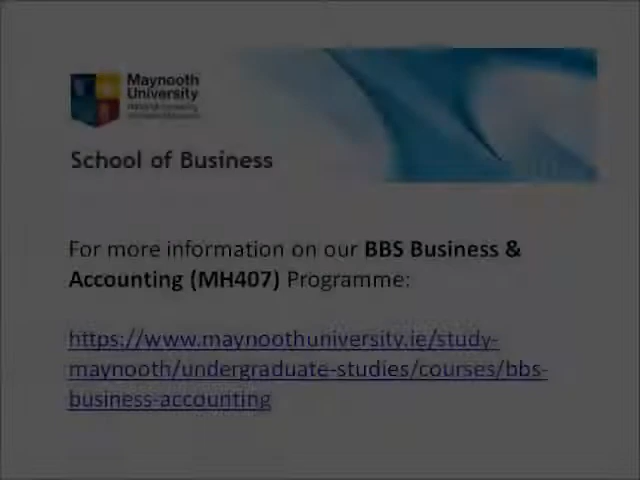 Maynooth
University
School of Business
For more information on our BBS Business &
Accounting (MH407) Programme:
https://www.maynoothuniversity.ie/study-
maynooth/undergraduate-studies/courses/bbs-
business-accounting